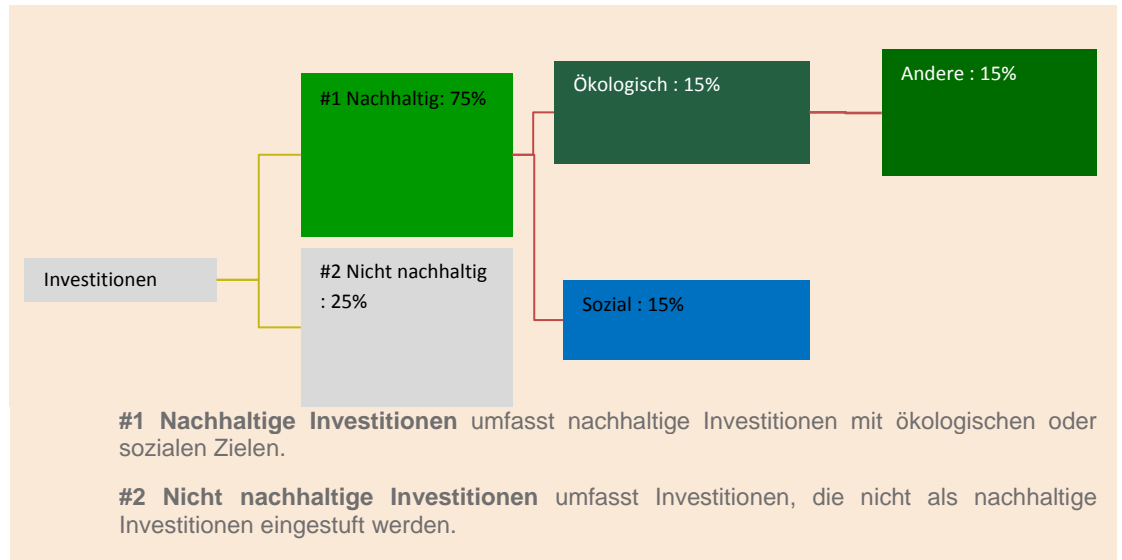 Investitionen
#1 Nachhaltig: 75%
#2 Nicht nachhaltig
: 25%
Ökologisch : 15%
Sozial : 15%
Andere : 15%
#1 Nachhaltige Investitionen umfasst nachhaltige Investitionen mit ökologischen oder
sozialen Zielen.
#2 Nicht nachhaltige Investitionen umfasst Investitionen, die nicht als nachhaltige
Investitionen eingestuft werden.